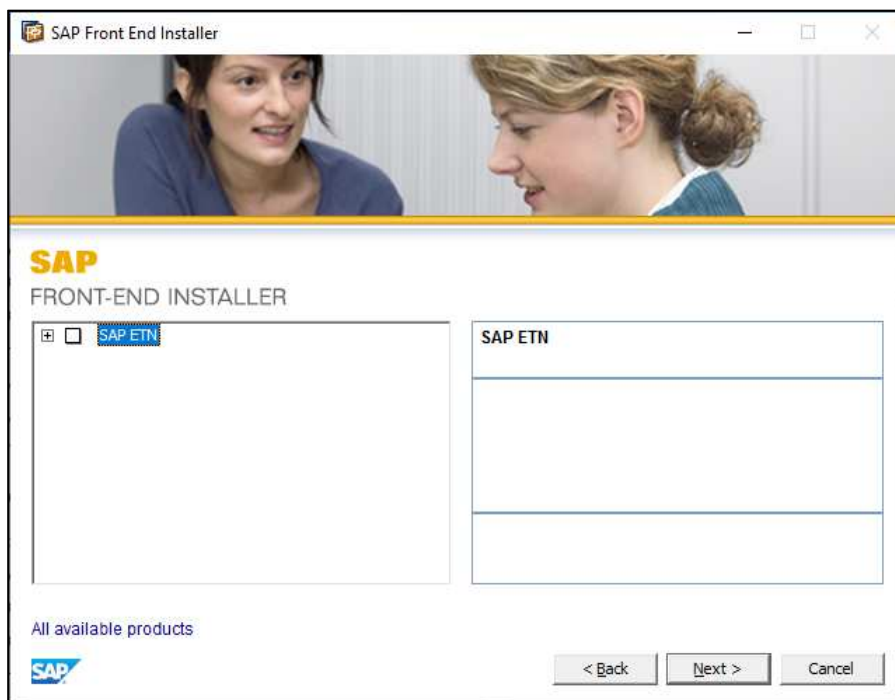 SAP Front End Installer
SAP
FRONT-END INSTALLER
SAP ETN
SAP ETN
All available products
SAP
< Back
Next >
Cancel